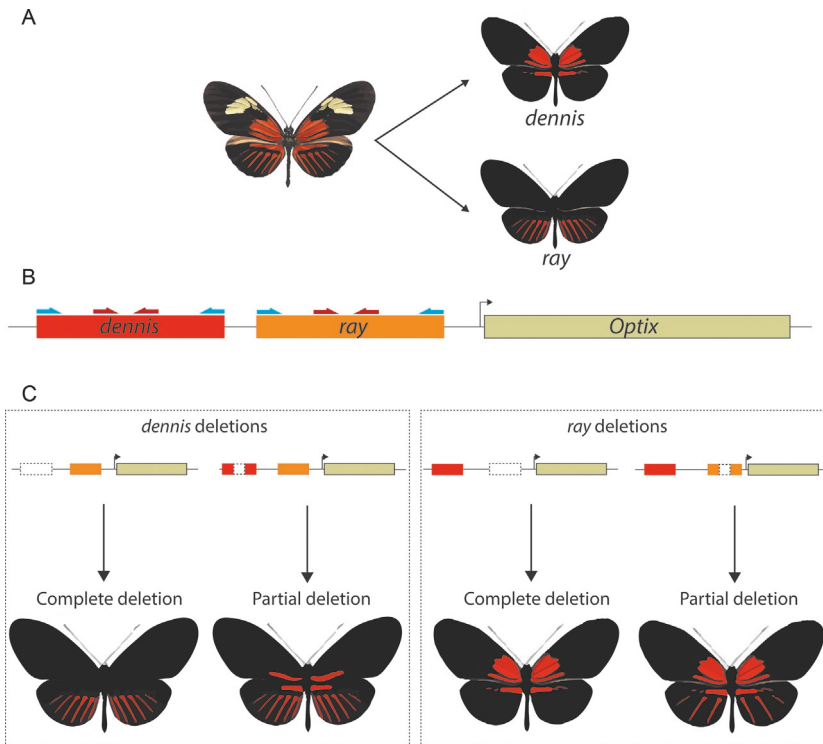 A
dennis
ray
B
dennis ray Optix
C
dennis deletions ray deletions
Complete deletion Partial deletion Complete deletion Partial deletion